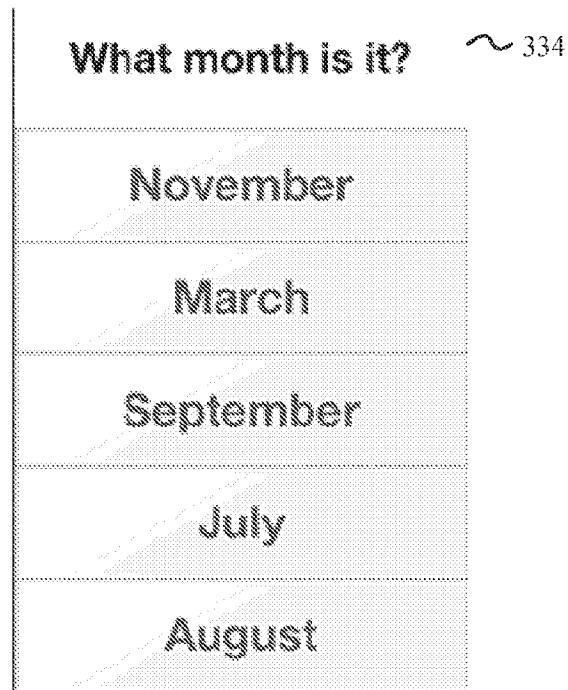 What month is it? 334
November
March
September
July
August